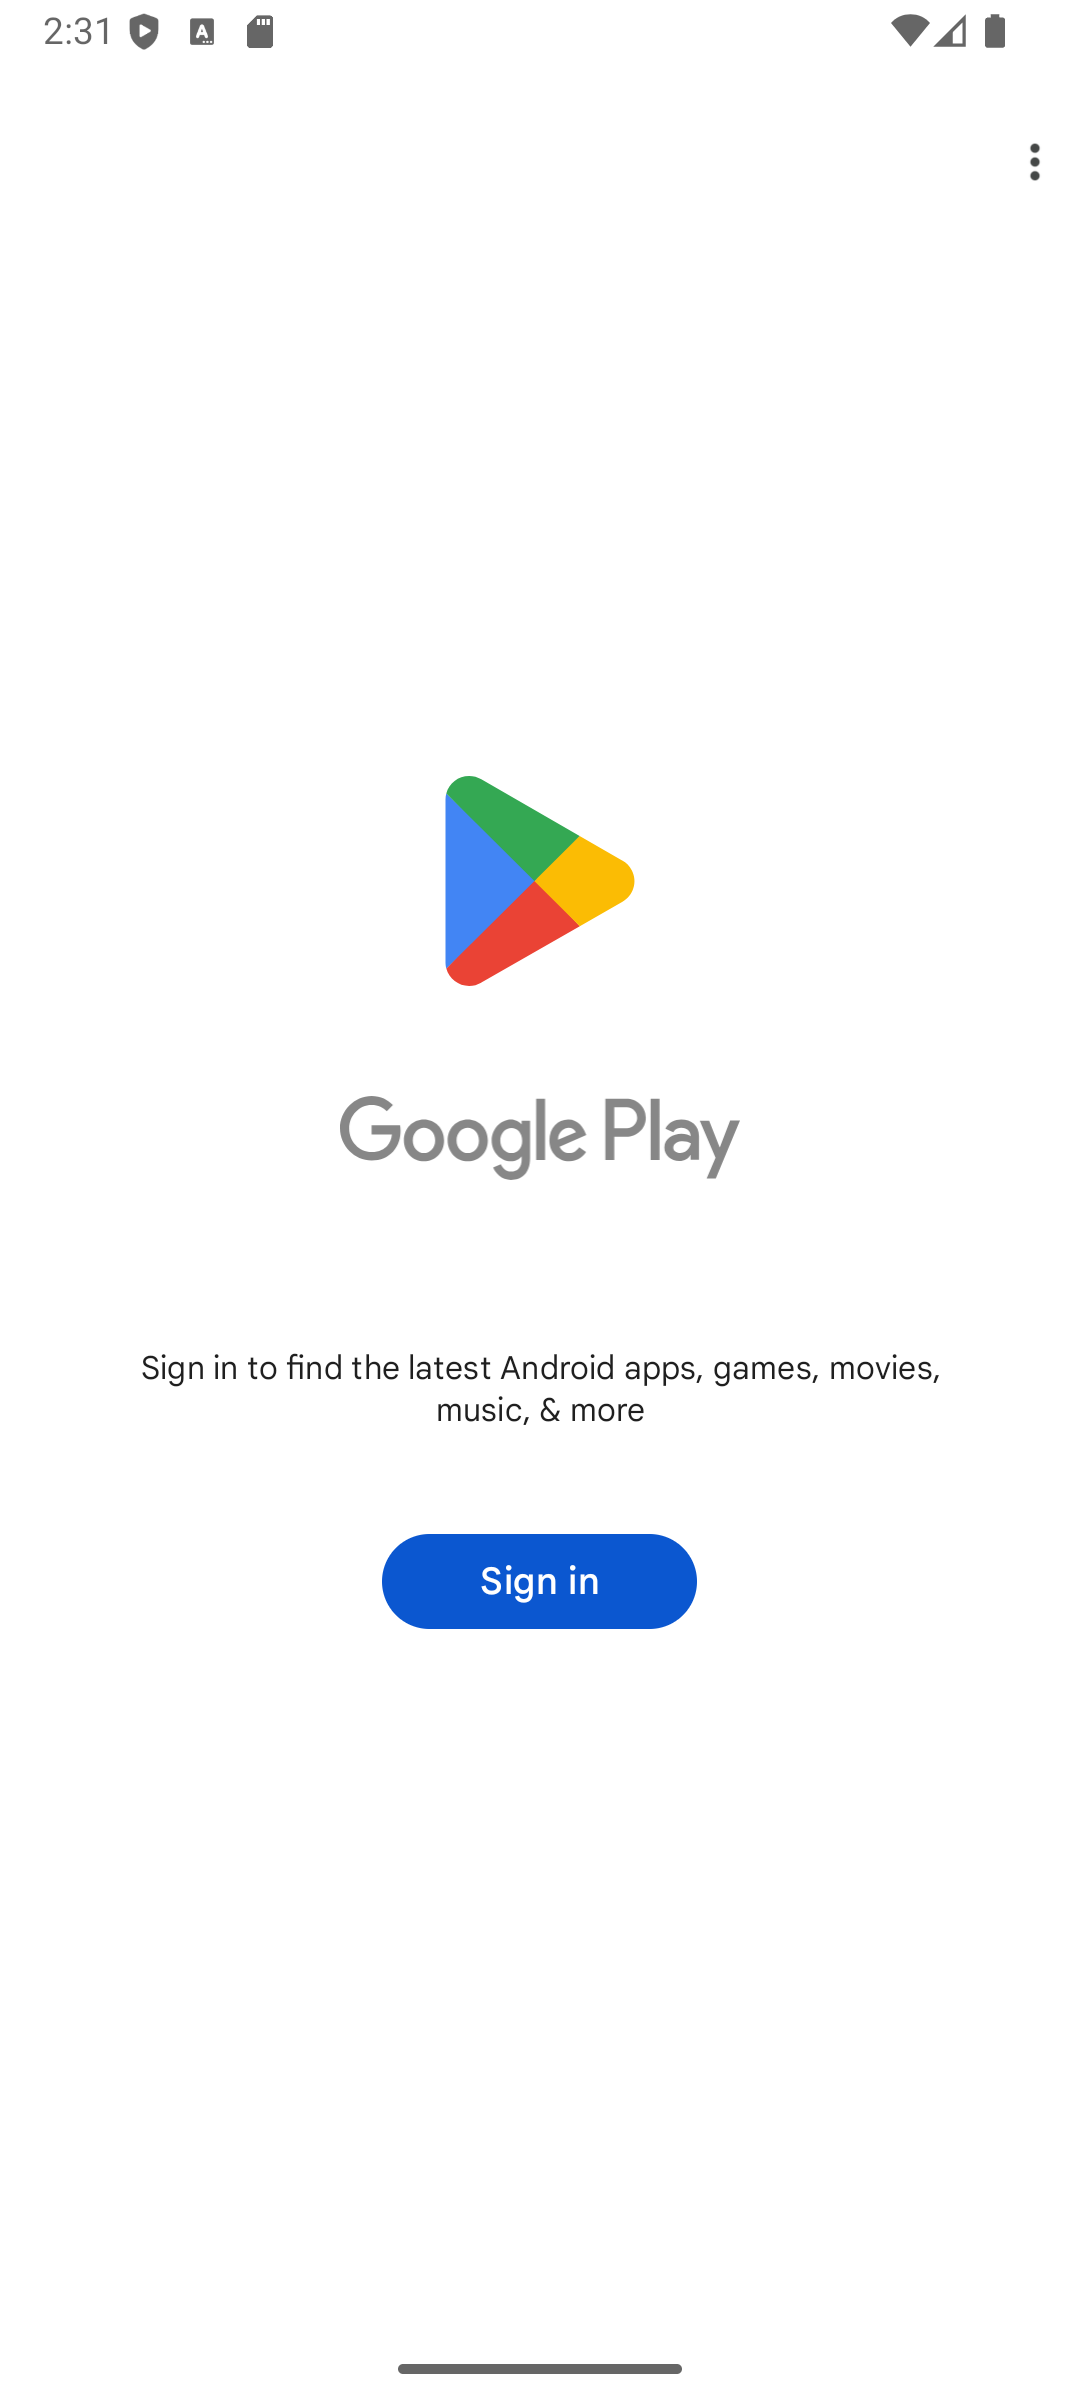 2:31
Google Play
Sign in to find the latest Android apps, games, movies,
music, & more
Sign in